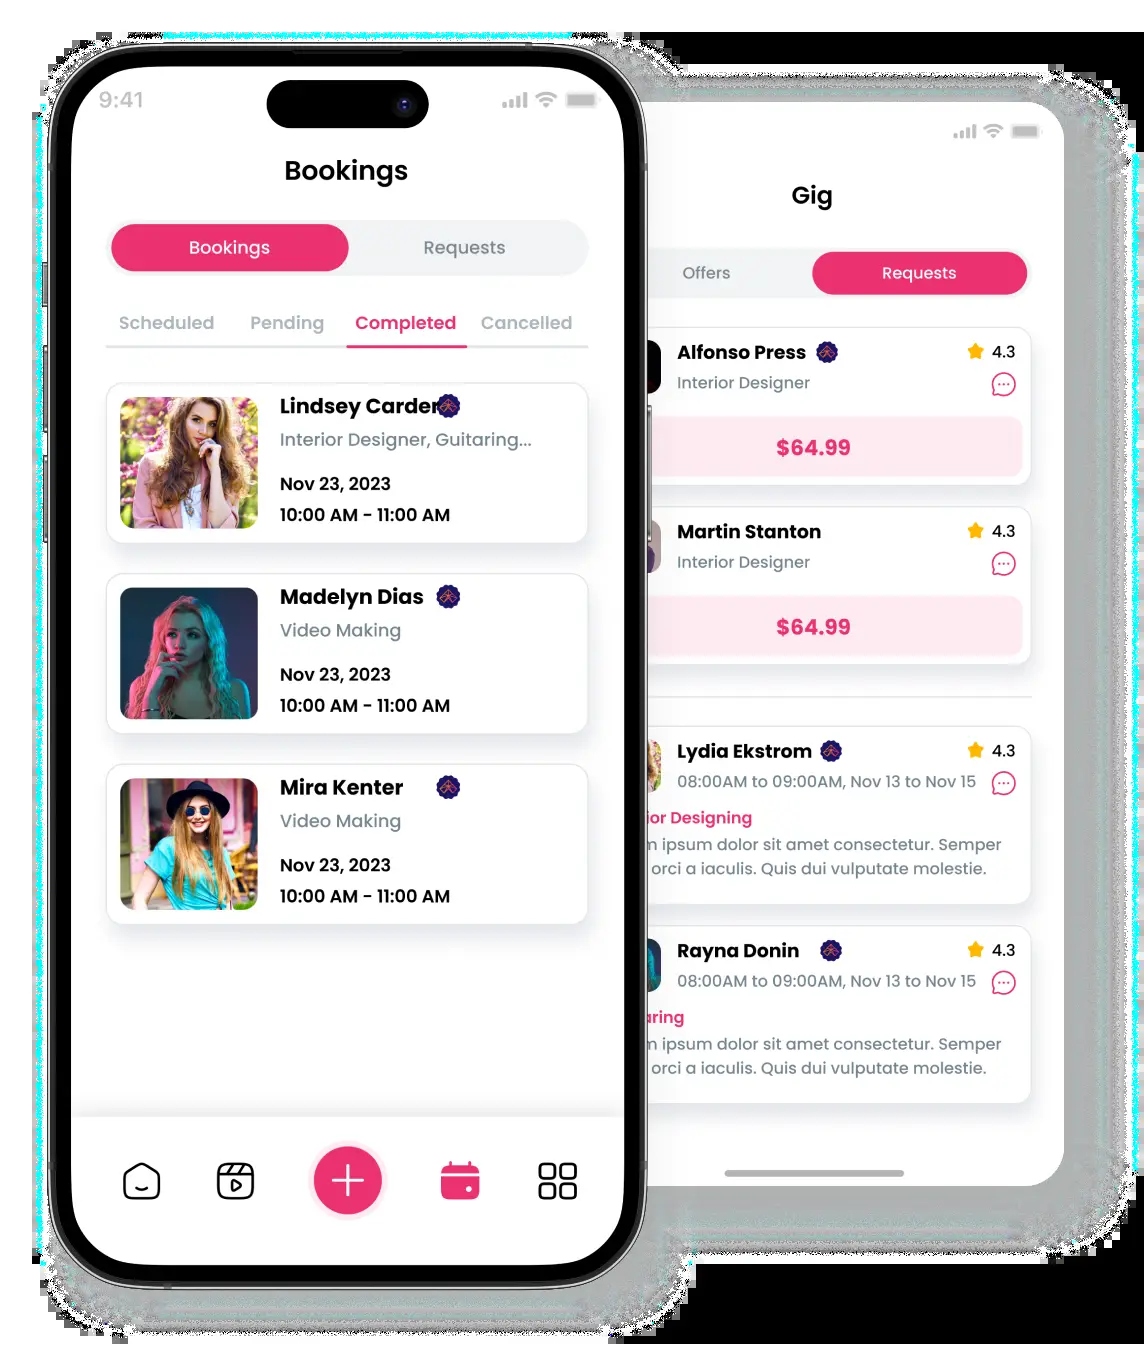 9:41
Bookings
Bookings
Requests
Scheduled
Pending
Completed
Cancelled
Lindsey Carder
Interior Designer, Guitaring...
Nov 23, 2023
10:00 AM - 11:00 AM
Madelyn Dias
Video Making
Nov 23, 2023
10:00 AM - 11:00 AM
Mira Kenter
Video Making
Nov 23, 2023
10:00 AM - 11:00 AM
Gig
Offers
Requests
Alfonso Press
4.3
Interior Designer
$64.99
Martin Stanton
4.3
Interior Designer
$64.99
Lydia Ekstrom
4.3
08:00AM to 09:00AM, Nov 13 to Nov 15
Designing
ipsum dolor sit amet consectetur. Semper
orci a iaculis. Quis dui vulputate molestie.
Rayna Donin
4.3
08:00AM to 09:00AM, Nov 13 to Nov 15
ipsum dolor sit amet consectetur. Semper
orci a iaculis. Quis dui vulputate molestie.